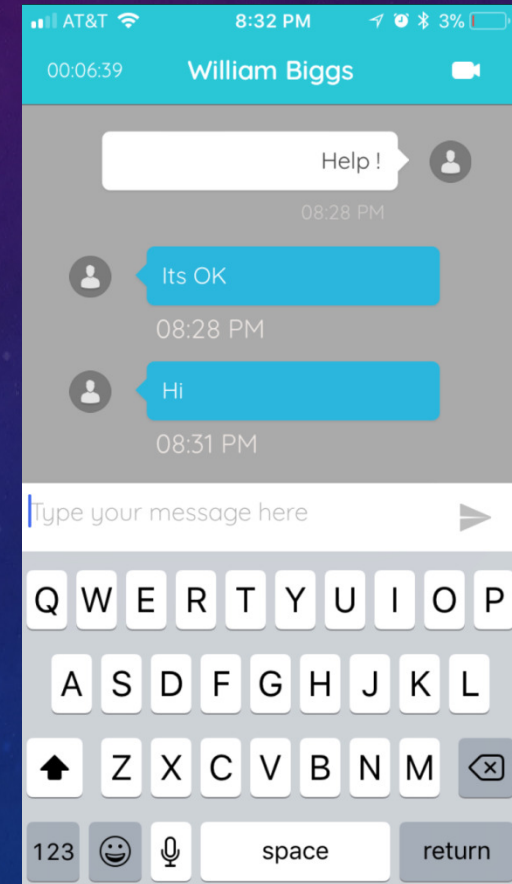 AT&T 8:32 PM 3%
00:06:39 William Biggs
Help !
08:28 PM
Its OK
08:28 PM
Hi
08:31 PM
Type your message here
Q W E R T Y U I O P
A S D F G H J K L
Z X C V B N M
123 space return